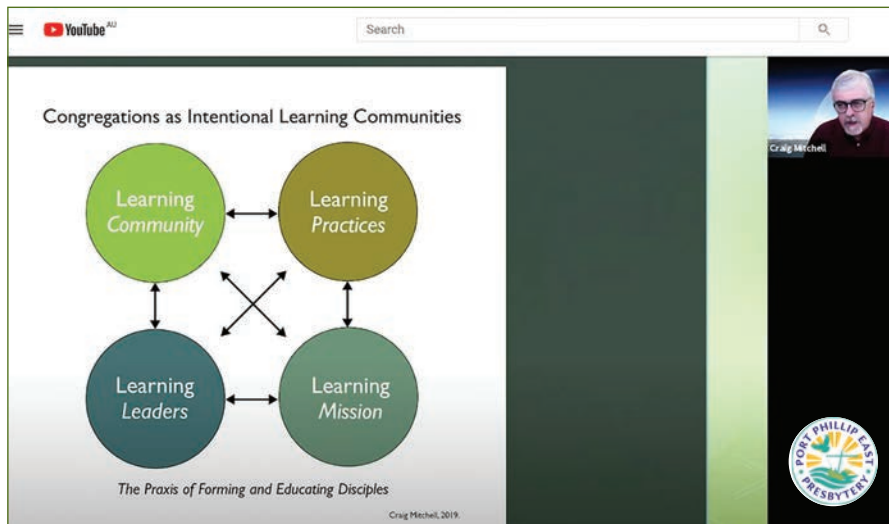 YouTube AU
Search
Congregations as Intentional Learning Communities
Learning
Community
Learning
Practices
Learning
Leaders
Learning
Mission
The Praxis of Forming and Educating Disciples
Craig Mitchell, 2019.
Craig Mitchell
PORT PHILLIP EAST
PRESBYTERY